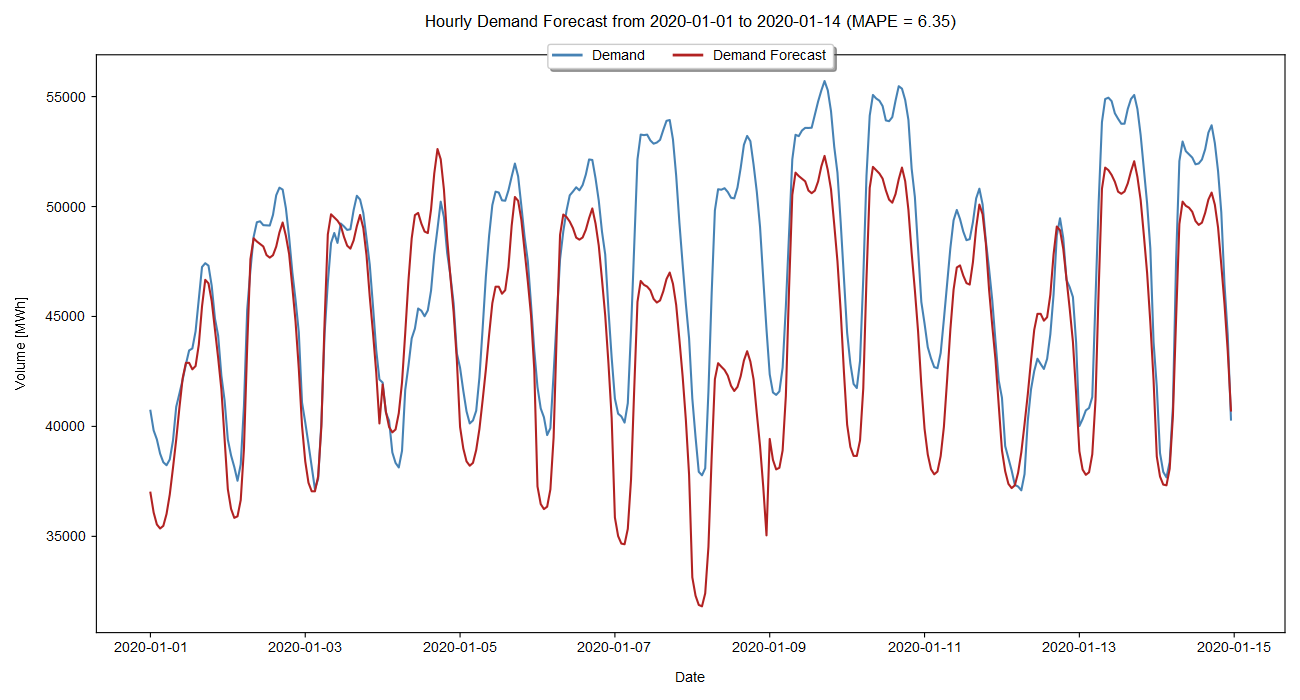 Hourly Demand Forecast from 2020-01-01 to 2020-01-14 (MAPE = 6.35)
Demand Demand Forecast
55000
50000
45000
40000
35000
Volume [MWh]
2020-01-01 2020-01-03 2020-01-05 2020-01-07 2020-01-09 2020-01-11 2020-01-13 2020-01-15
Date